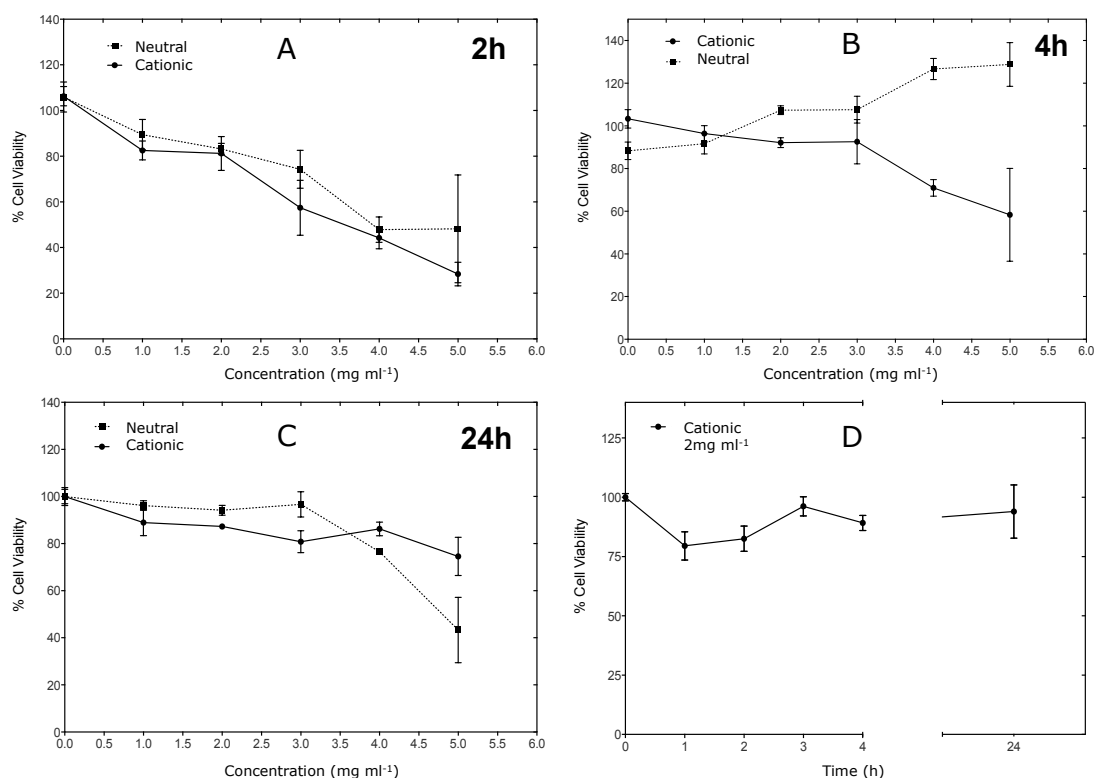 140
120
100
80
60
40
20
0
% Cell Viability
Neutral
Cationic
A
2h
0.0 0.5 1.0 1.5 2.0 2.5 3.0 3.5 4.0 4.5 5.0 5.5 6.0
Concentration (mg ml⁻¹)
140
120
100
80
60
40
20
0
% Cell Viability
Cationic
Neutral
B
4h
0.0 0.5 1.0 1.5 2.0 2.5 3.0 3.5 4.0 4.5 5.0 5.5 6.0
Concentration (mg ml⁻¹)
140
120
100
80
60
40
20
0
% Cell Viability
Neutral
Cationic
C
24h
0.0 0.5 1.0 1.5 2.0 2.5 3.0 3.5 4.0 4.5 5.0 5.5 6.0
Concentration (mg ml⁻¹)
125
100
75
50
75
0
% Cell Viability
Cationic
2mg ml⁻¹
D
0 1 2 3 4 24
Time (h)